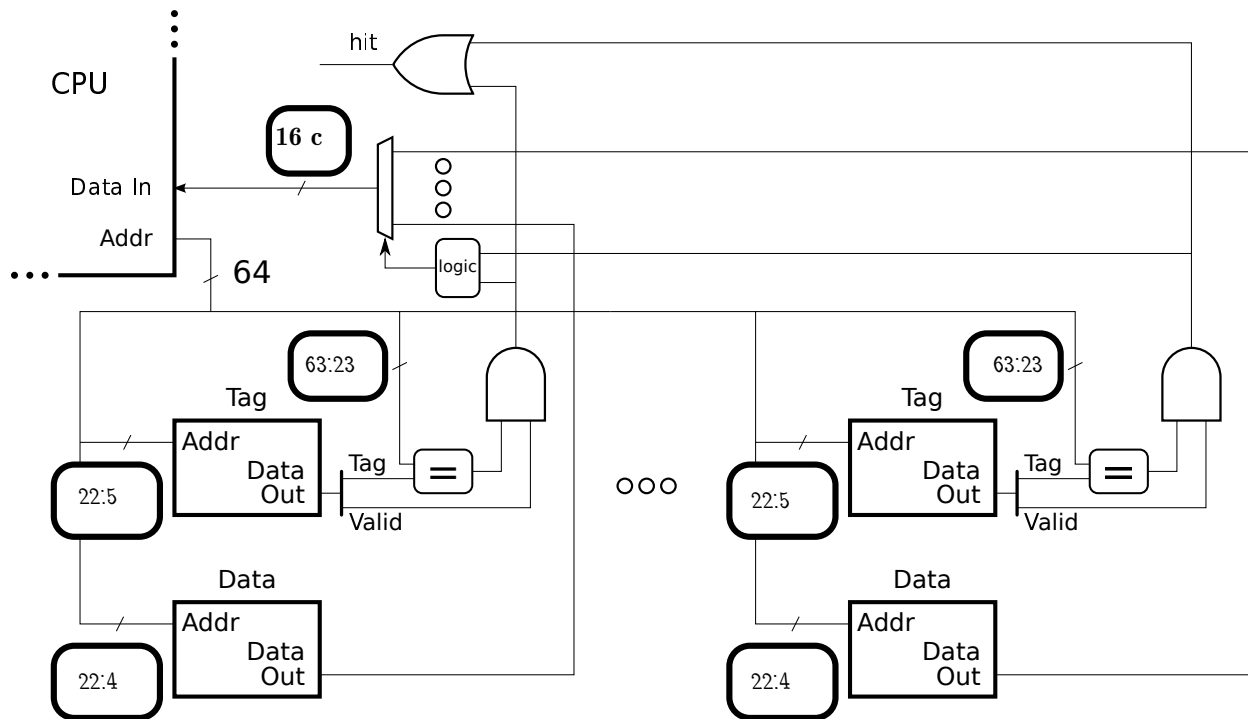 hit
CPU
16 c
Data In
Addr
logic
64
63:23
63:23
Tag
Tag
Addr
Addr
Data
Out
Data
Out
=
=
Tag
Tag
Valid
Valid
22:5
22:5
Data
Data
Addr
Addr
Data
Out
Data
Out
22:4
22:4